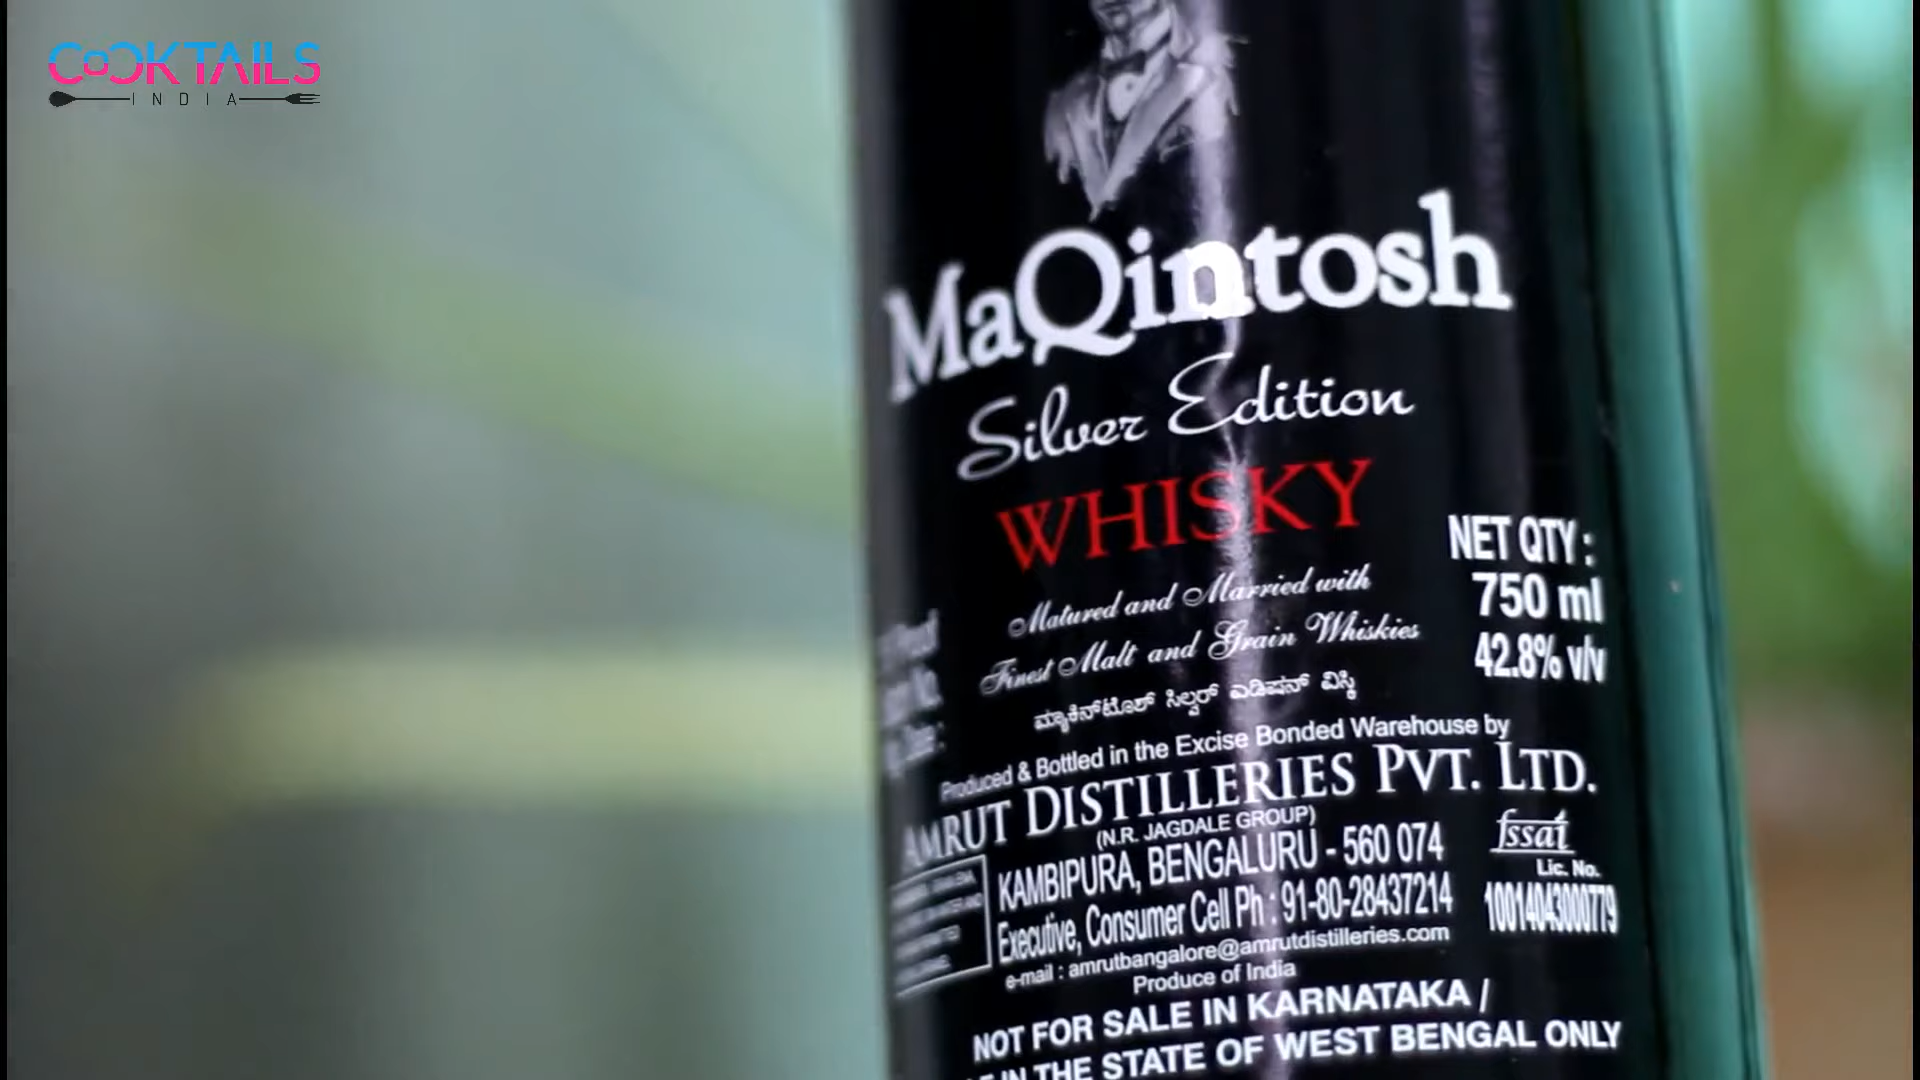 COCKTAILS
INDIA
MaQintosh
Silver Edition
WHISKY
Matured and Married with
Finest Malt and Grain Whiskies
ಮ್ಯಾಕಿನ್‌ಟೊಶ್ ಸಿಲ್ವರ್ ಎಡಿಷನ್ ವಿಸ್ಕಿ
NET QTY :
750 ml
42.8% v/v
Produced & Bottled in the Excise Bonded Warehouse by
AMRUT DISTILLERIES PVT. LTD.
(N.R. JAGDALE GROUP)
KAMBIPURA, BENGALURU - 560 074
Executive, Consumer Cell Ph : 91-80-28437214
e-mail : amrutbangalore@amrutdistilleries.com
Produce of India
fssai
Lic. No.
10014043000779
NOT FOR SALE IN KARNATAKA /
IN THE STATE OF WEST BENGAL ONLY